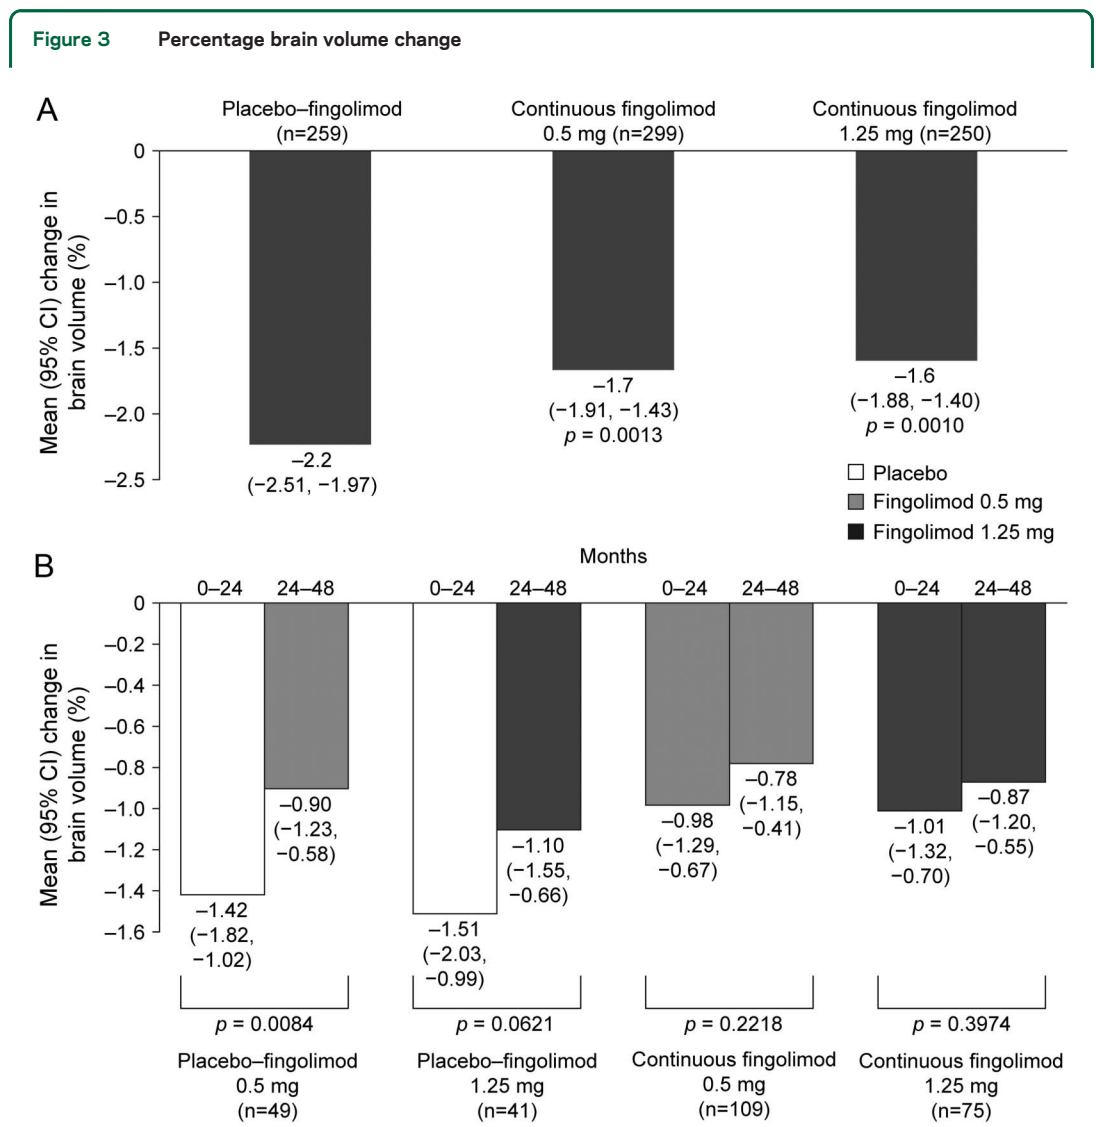 Figure 3 Percentage brain volume change
A
Placebo–fingolimod
(n=259)
Continuous fingolimod
0.5 mg (n=299)
Continuous fingolimod
1.25 mg (n=250)
Mean (95% CI) change in
brain volume (%)
0
–0.5
–1.0
–1.5
–2.0
–2.5
–2.2
(−2.51, −1.97)
–1.7
(−1.91, −1.43)
p = 0.0013
–1.6
(−1.88, −1.40)
p = 0.0010
Placebo
Fingolimod 0.5 mg
Fingolimod 1.25 mg
B
Months
0–24 24–48 0–24 24–48 0–24 24–48 0–24 24–48
Mean (95% CI) change in
brain volume (%)
0
–0.2
–0.4
–0.6
–0.8
–1.0
–1.2
–1.4
–1.6
–1.42
(−1.82,
−1.02)
–0.90
(−1.23,
−0.58)
–1.51
(−2.03,
−0.99)
–1.10
(−1.55,
−0.66)
–0.98
(−1.29,
−0.67)
–0.78
(−1.15,
−0.41)
–1.01
(−1.32,
−0.70)
–0.87
(−1.20,
−0.55)
p = 0.0084
p = 0.0621
p = 0.2218
p = 0.3974
Placebo–fingolimod
0.5 mg
(n=49)
Placebo–fingolimod
1.25 mg
(n=41)
Continuous fingolimod
0.5 mg
(n=109)
Continuous fingolimod
1.25 mg
(n=75)